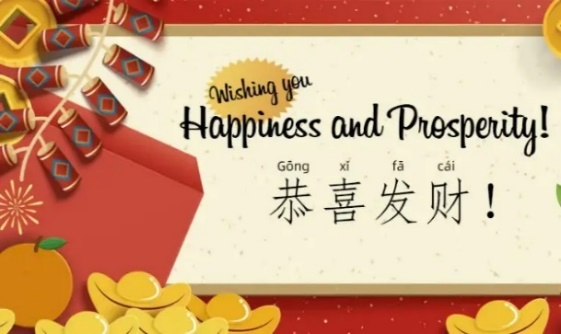 Wishing you
Happiness and Prosperity!
Gōng xǐ fā cái
恭喜发财！